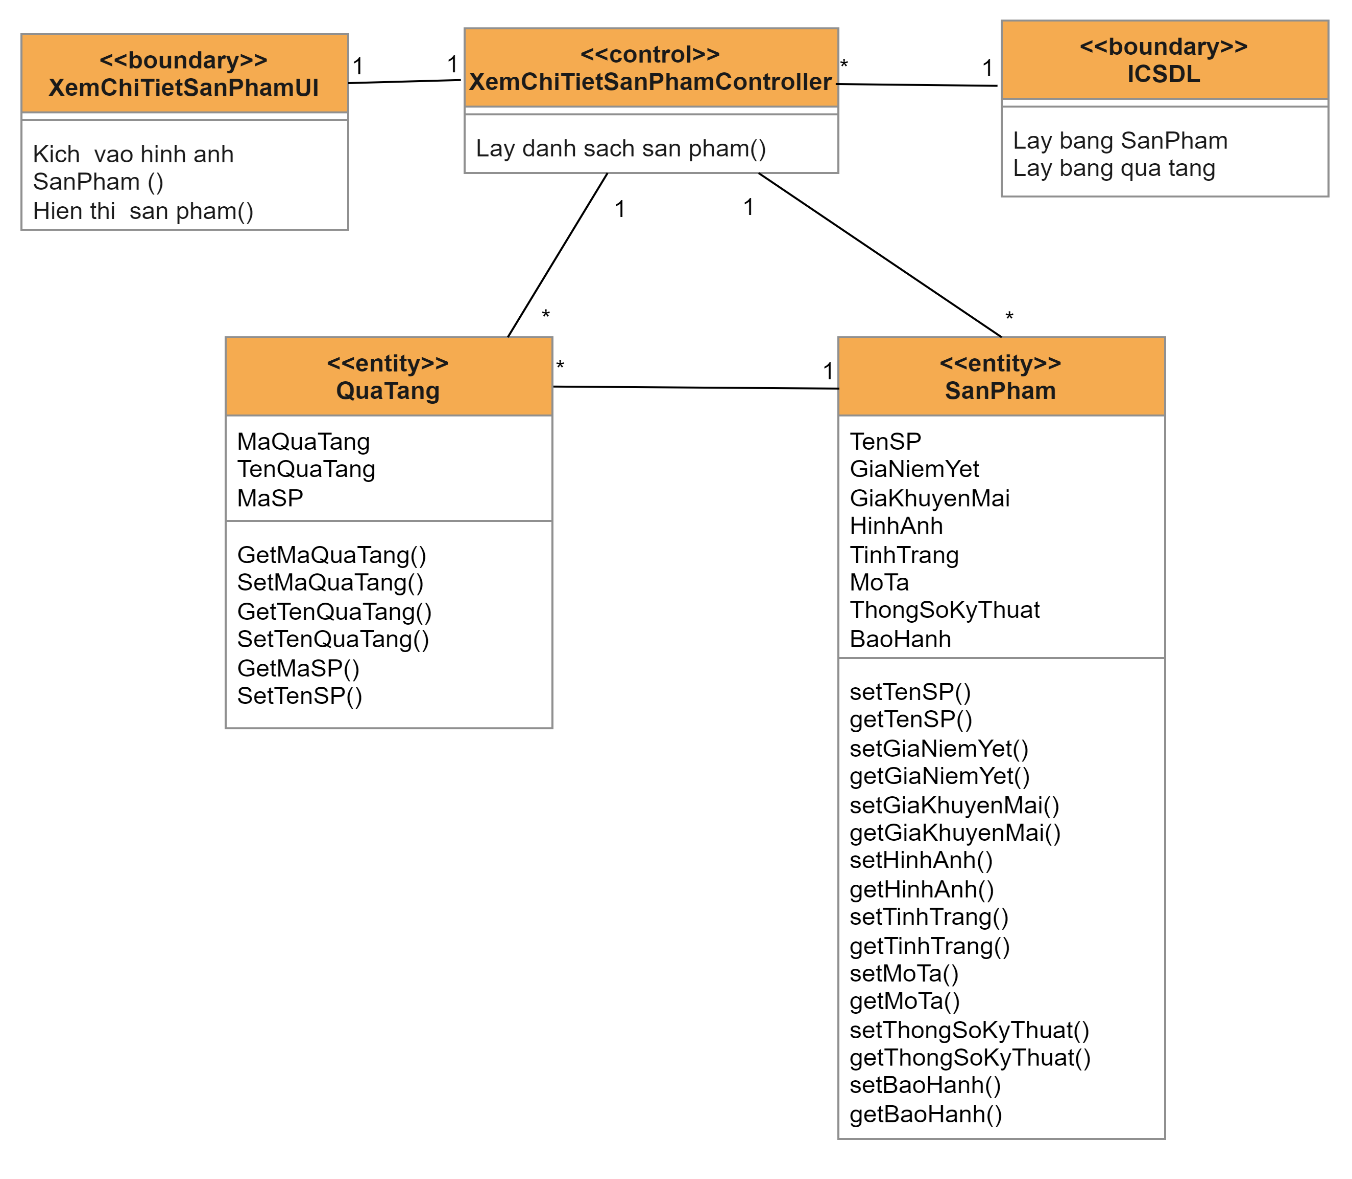 <<boundary>>
XemChiTietSanPhamUI
Kich  vao hinh anh
SanPham ()
Hien thi  san pham()
1
1
<<control>>
XemChiTietSanPhamController
Lay danh sach san pham()
*
1
<<boundary>>
ICSDL
Lay bang SanPham
Lay bang qua tang
1
1
*
*
<<entity>>
QuaTang
MaQuaTang
TenQuaTang
MaSP
GetMaQuaTang()
SetMaQuaTang()
GetTenQuaTang()
SetTenQuaTang()
GetMaSP()
SetTenSP()
*
1
<<entity>>
SanPham
TenSP
GiaNiemYet
GiaKhuyenMai
HinhAnh
TinhTrang
MoTa
ThongSoKyThuat
BaoHanh
setTenSP()
getTenSP()
setGiaNiemYet()
getGiaNiemYet()
setGiaKhuyenMai()
getGiaKhuyenMai()
setHinhAnh()
getHinhAnh()
setTinhTrang()
getTinhTrang()
setMoTa()
getMoTa()
setThongSoKyThuat()
getThongSoKyThuat()
setBaoHanh()
getBaoHanh()